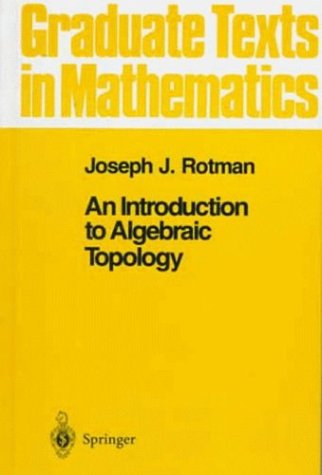 Graduate Texts
in Mathematics
Joseph J. Rotman
An Introduction
to Algebraic
Topology
Springer